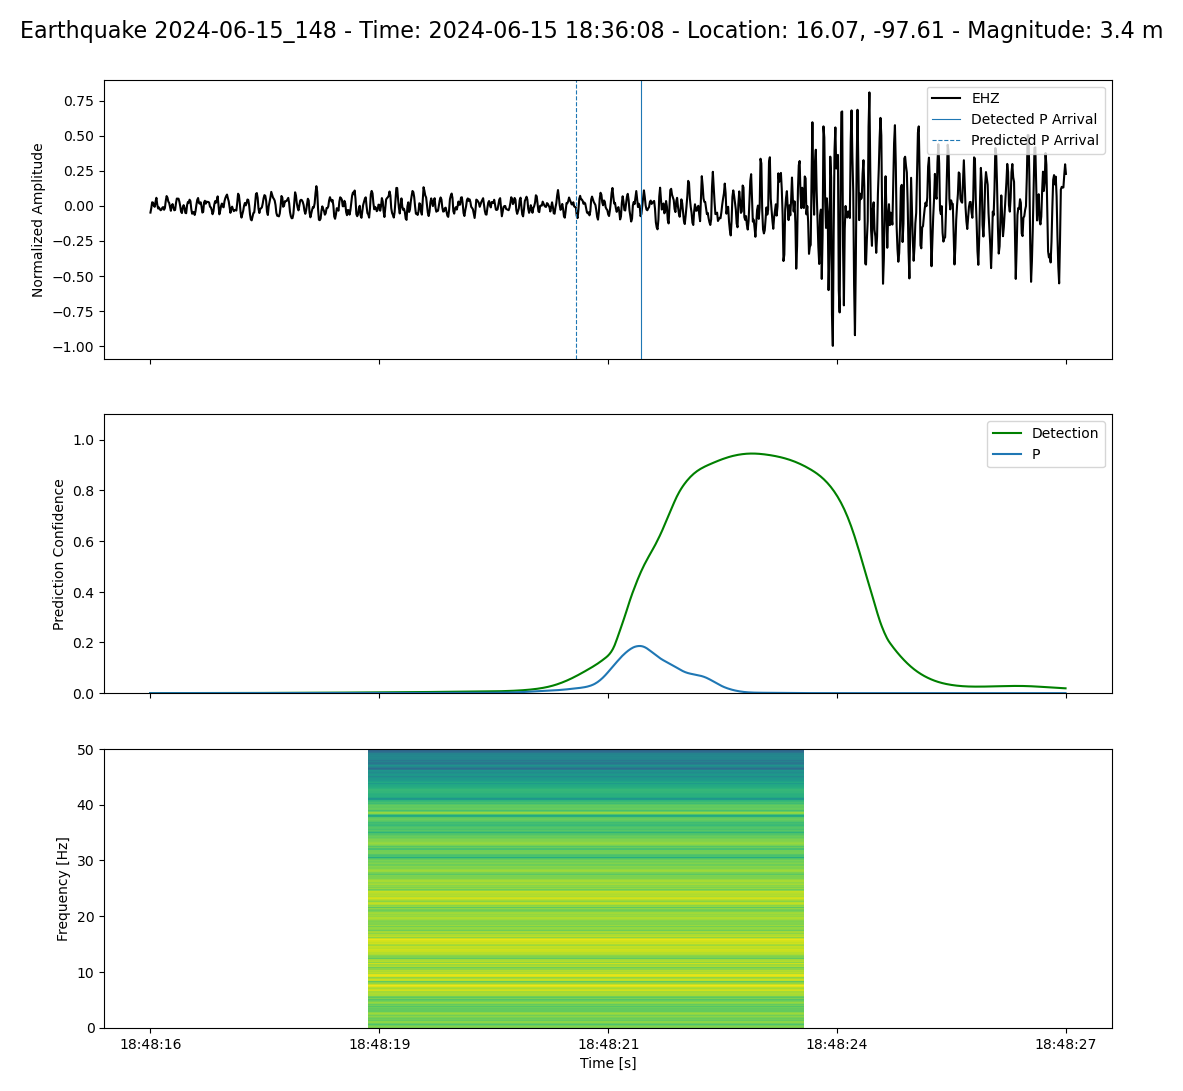 Earthquake 2024-06-15_148 - Time: 2024-06-15 18:36:08 - Location: 16.07, -97.61 - Magnitude: 3.4 m
EHZ
Detected P Arrival
Predicted P Arrival
Normalized Amplitude
0.75
0.50
0.25
0.00
−0.25
−0.50
−0.75
−1.00
Detection
P
Prediction Confidence
1.0
0.8
0.6
0.4
0.2
0.0
Frequency [Hz]
50
40
30
20
10
0
18:48:16 18:48:19 18:48:21 18:48:24 18:48:27
Time [s]